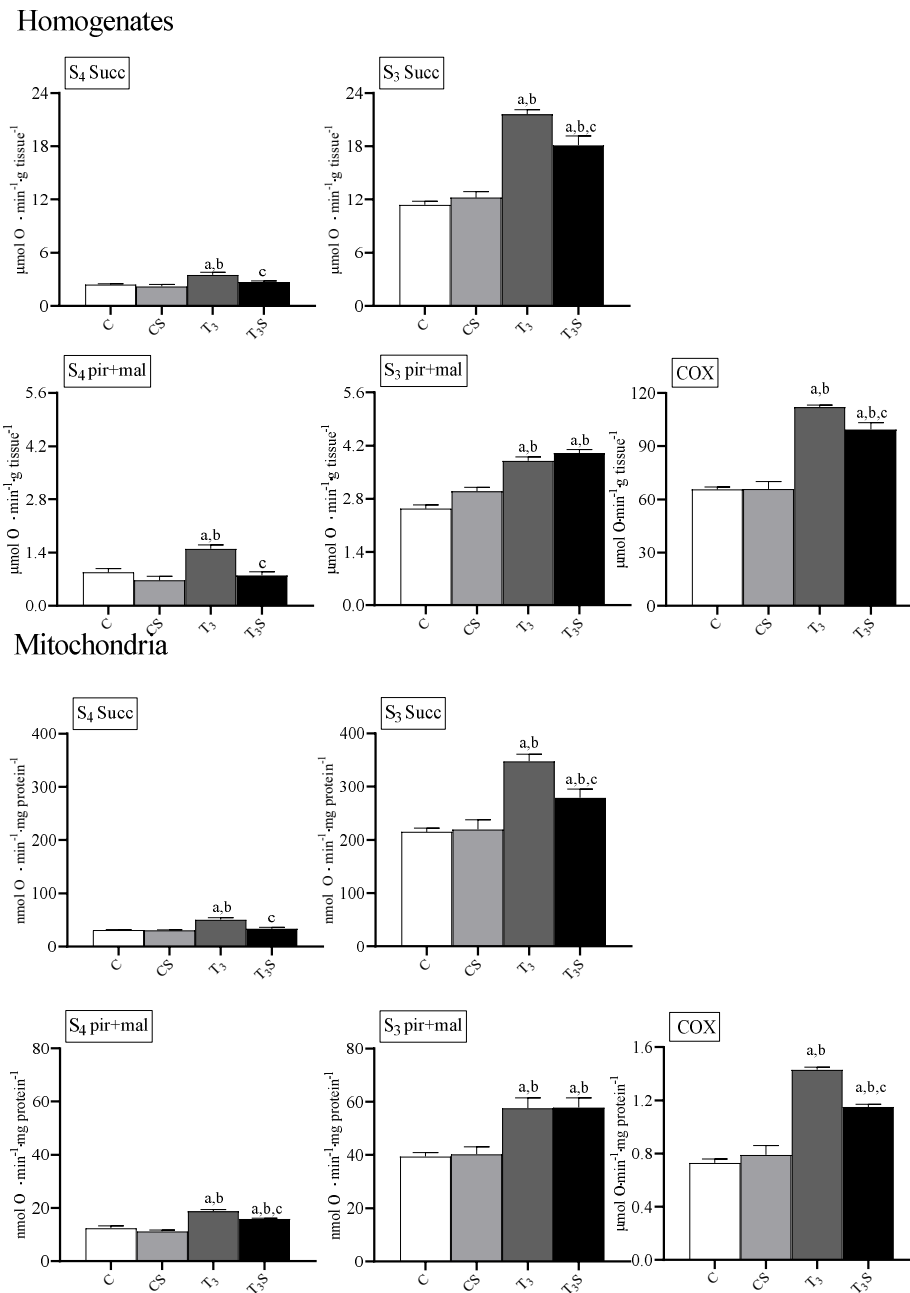 Homogenates
S4 Succ
24
18
12
6
0
µmol O · min-1·g tissue-1
a,b
c
C
CS
T3
T3S
S3 Succ
24
18
12
6
0
µmol O · min-1·g tissue-1
a,b
a,b,c
C
CS
T3
T3S
S4 pir+mal
5.6
4.2
2.8
1.4
0.0
µmol O · min-1·g tissue-1
a,b
c
C
CS
T3
T3S
S3 pir+mal
5.6
4.2
2.8
1.4
0.0
µmol O · min-1·g tissue-1
a,b
a,b
C
CS
T3
T3S
COX
120
90
60
30
0
µmol O·min-1·g tissue-1
a,b
a,b,c
C
CS
T3
T3S
Mitochondria
S4 Succ
400
300
200
100
0
nmol O · min-1·mg protein-1
a,b
c
C
CS
T3
T3S
S3 Succ
400
300
200
100
0
nmol O · min-1·mg protein-1
a,b
a,b,c
C
CS
T3
T3S
S4 pir+mal
80
60
40
20
0
nmol O · min-1·mg protein-1
a,b
a,b,c
C
CS
T3
T3S
S3 pir+mal
80
60
40
20
0
nmol O · min-1·mg protein-1
a,b
a,b
C
CS
T3
T3S
COX
1.6
1.2
0.8
0.4
0.0
µmol O·min-1·mg protein-1
a,b
a,b,c
C
CS
T3
T3S